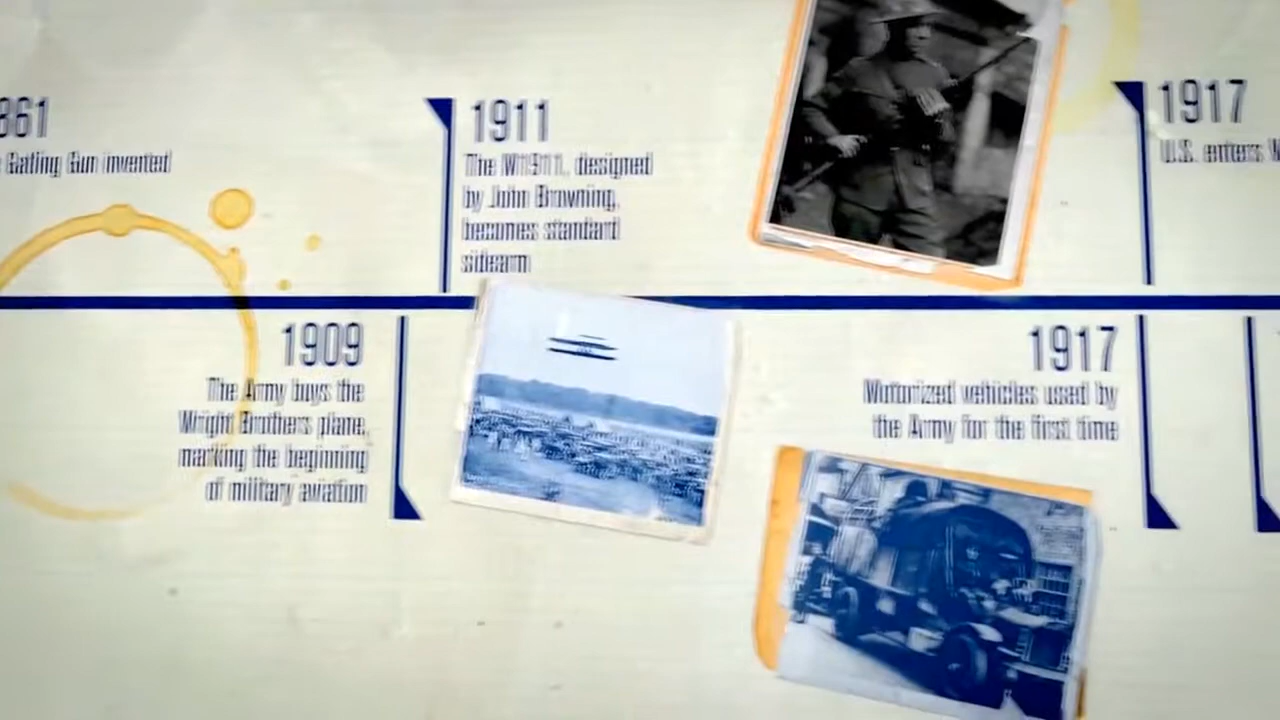 861
Gatling Gun invented
1911
The M1911, designed
by John Browning,
becomes standard
sidearm
1917
U.S. enters
1909
The Army buys the
Wright Brothers plane,
marking the beginning
of military aviation
1917
Motorized vehicles used by
the Army for the first time